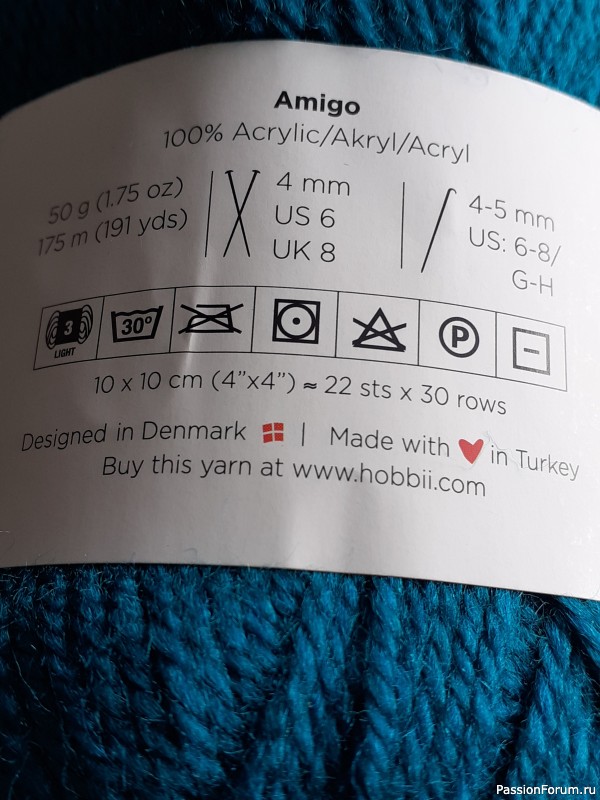 Amigo
100% Acrylic/Akryl/Acryl
50 g (1.75 oz)
175 m (191 yds)
4 mm
US 6
UK 8
4-5 mm
US: 6-8/
G-H
3
LIGHT
30°
P
10 x 10 cm (4”x4”) ≈ 22 sts x 30 rows
Designed in Denmark | Made with ♥ in Turkey
Buy this yarn at www.hobbii.com
PassionForum.ru